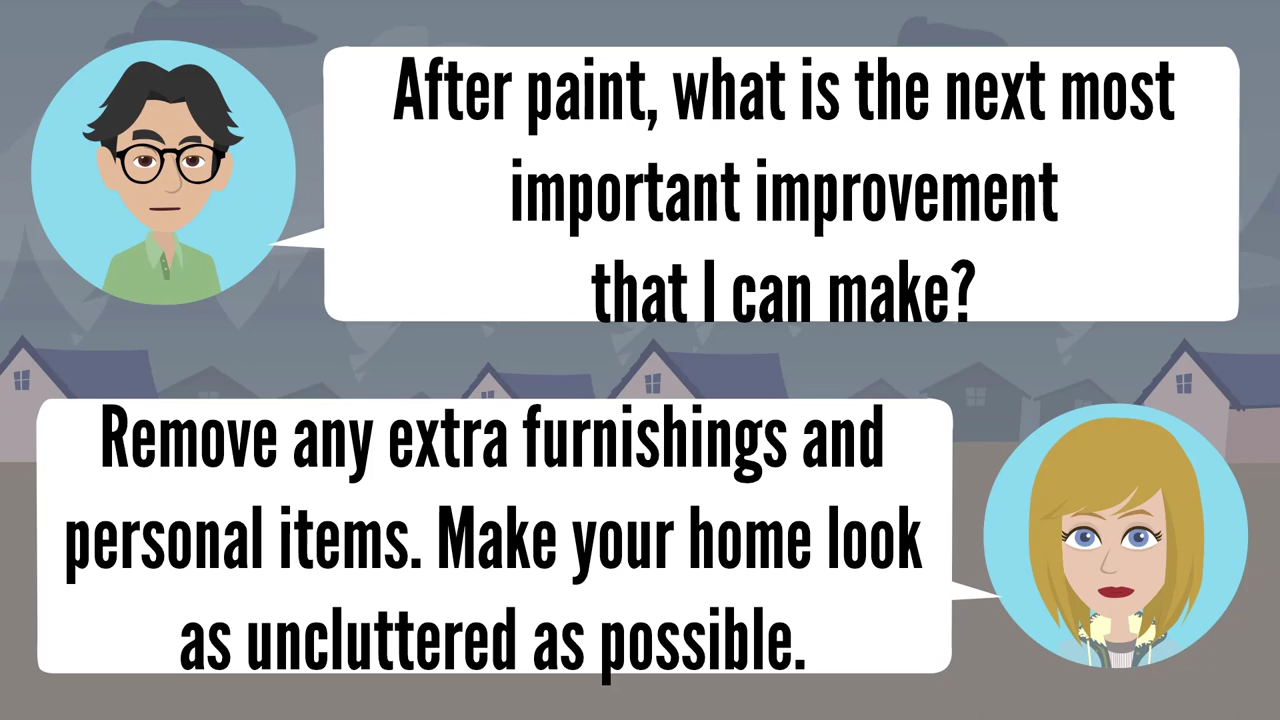 After paint, what is the next most
important improvement
that I can make?
Remove any extra furnishings and
personal items. Make your home look
as uncluttered as possible.